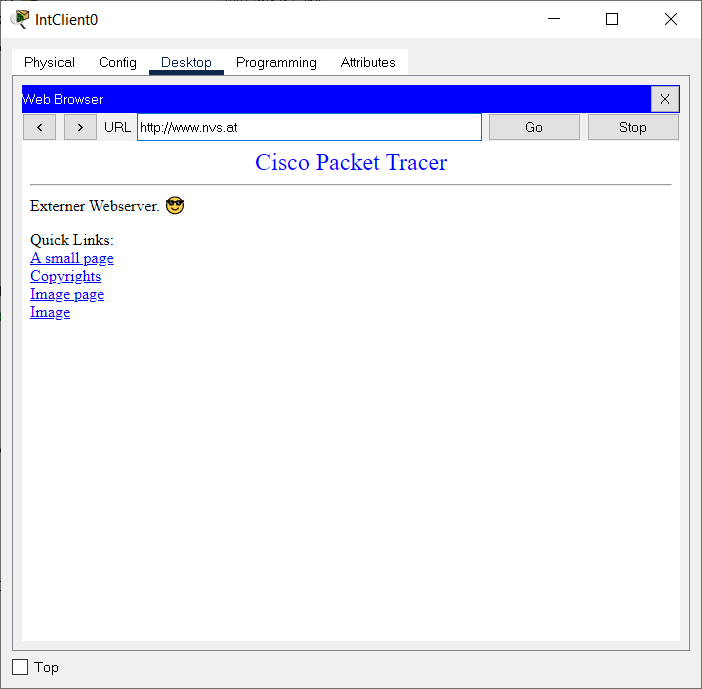 IntClient0
Physical Config Desktop Programming Attributes
Web Browser X
< > URL http://www.nvs.at Go Stop
Cisco Packet Tracer
Externer Webserver. 😎
Quick Links:
A small page
Copyrights
Image page
Image
Top